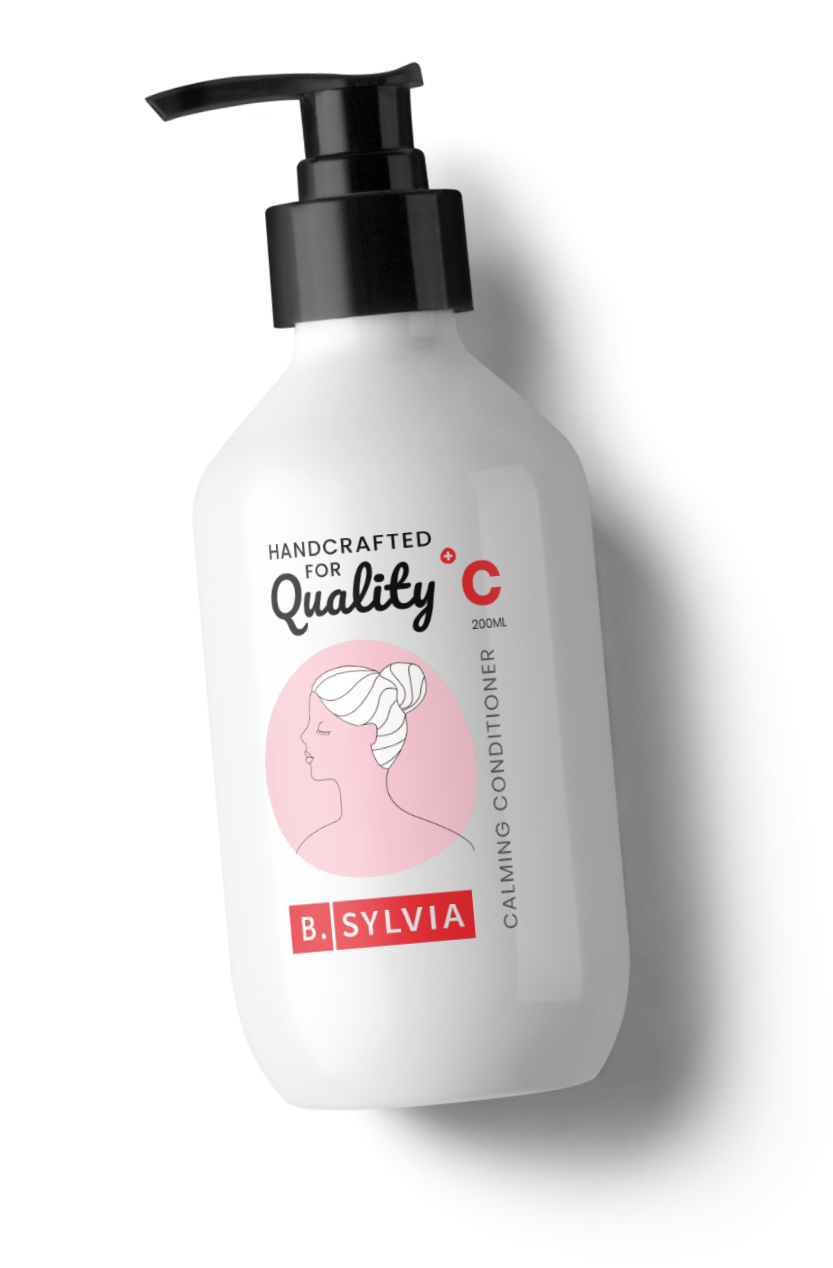 HANDCRAFTED
FOR
Quality
C
200ML
CALMING CONDITIONER
B. SYLVIA